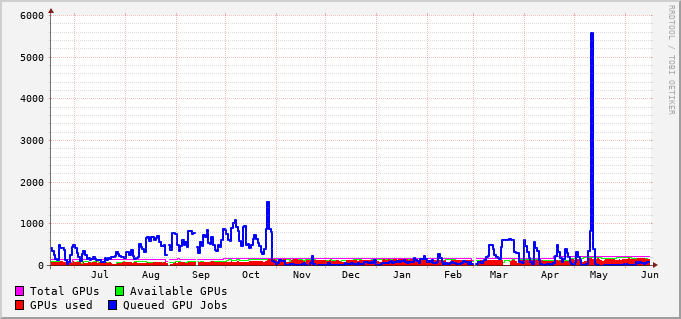 6000
5000
4000
3000
2000
1000
0
Jul Aug Sep Oct Nov Dec Jan Feb Mar Apr May Jun
Total GPUs Available GPUs
GPUs used Queued GPU Jobs
RRDTOOL / TOBI OETIKER